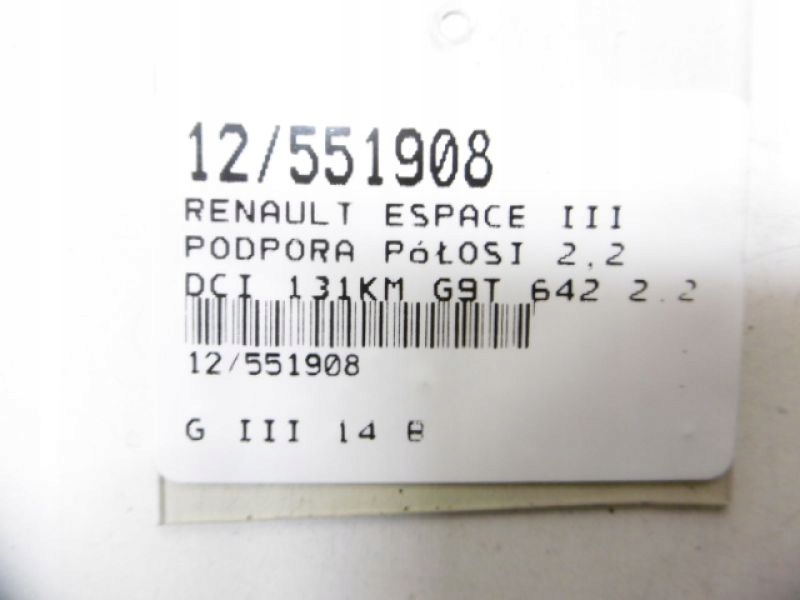 12/551908
RENAULT ESPACE III
PODPORA PółOSI 2,2
DCI 131KM G9T 642 2.2
12/551908
G III 14 B